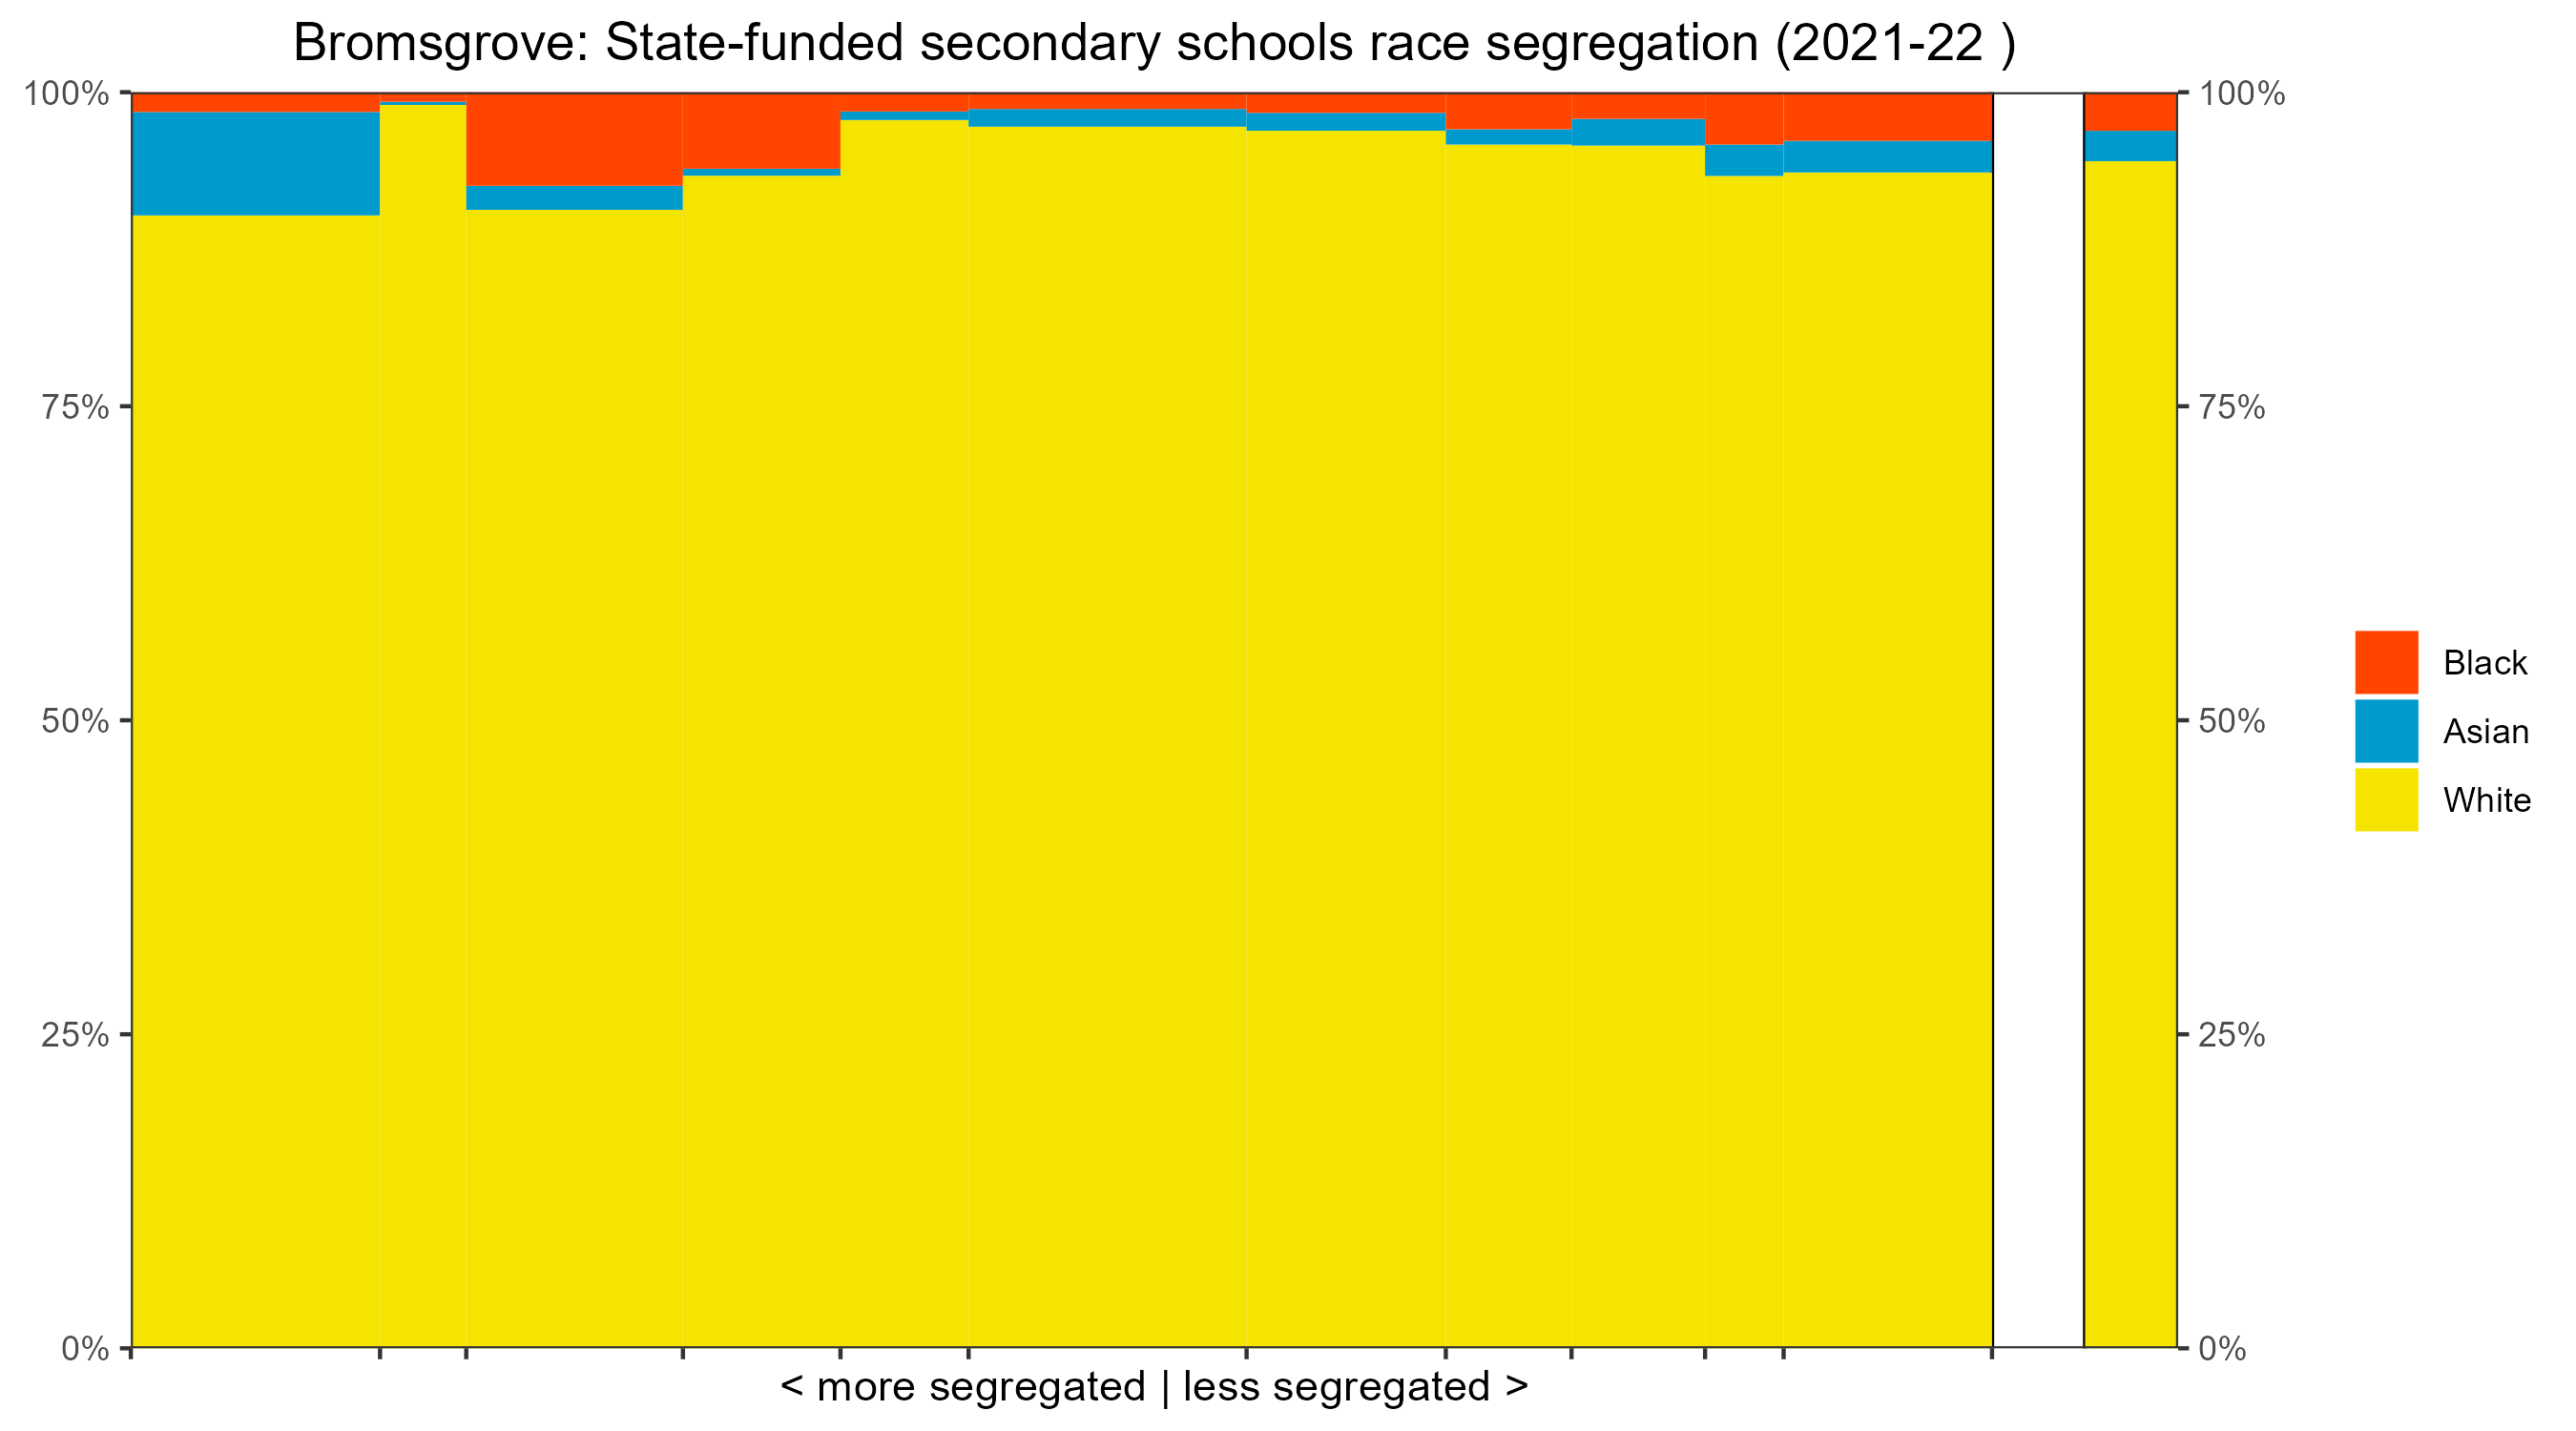 Bromsgrove: State-funded secondary schools race segregation (2021-22 )
100%
75%
50%
25%
0%
100%
75%
50%
25%
0%
Black
Asian
White
< more segregated | less segregated >